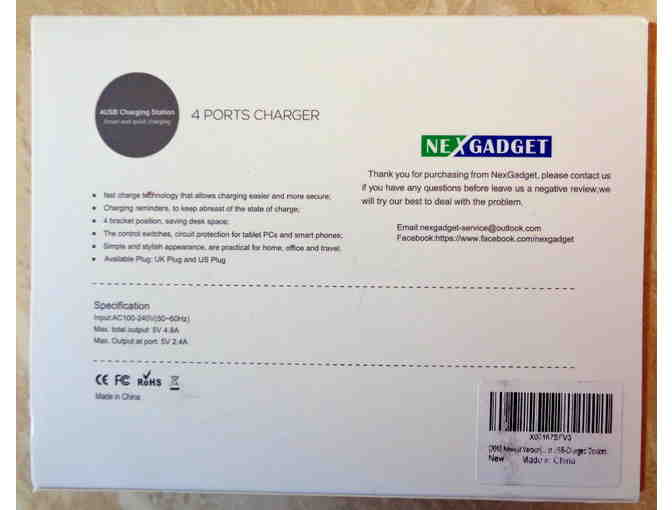 4USB Charging Station
Smart and quick charging
4 PORTS CHARGER
fast charge technology that allows charging easier and more secure;
Charging reminders, to keep abreast of the state of charge;
4 bracket position, saving desk space;
The control switches, circuit protection for tablet PCs and smart phones;
Simple and stylish appearance, are practical for home, office and travel.
Available Plug: UK Plug and US Plug
NEXGADGET
Thank you for purchasing from NexGadget, please contact us
if you have any questions before leave us a negative review,we
will try our best to deal with the problem.
Email:nexgadget-service@outlook.com
Facebook:https://www.facebook.com/nexgadget
Specification
Input:AC100-240V(50~60Hz)
Max. total output: 5V 4.8A
Max. Output at port: 5V 2.4A
CE FC RoHS
Made in China
New Made in China